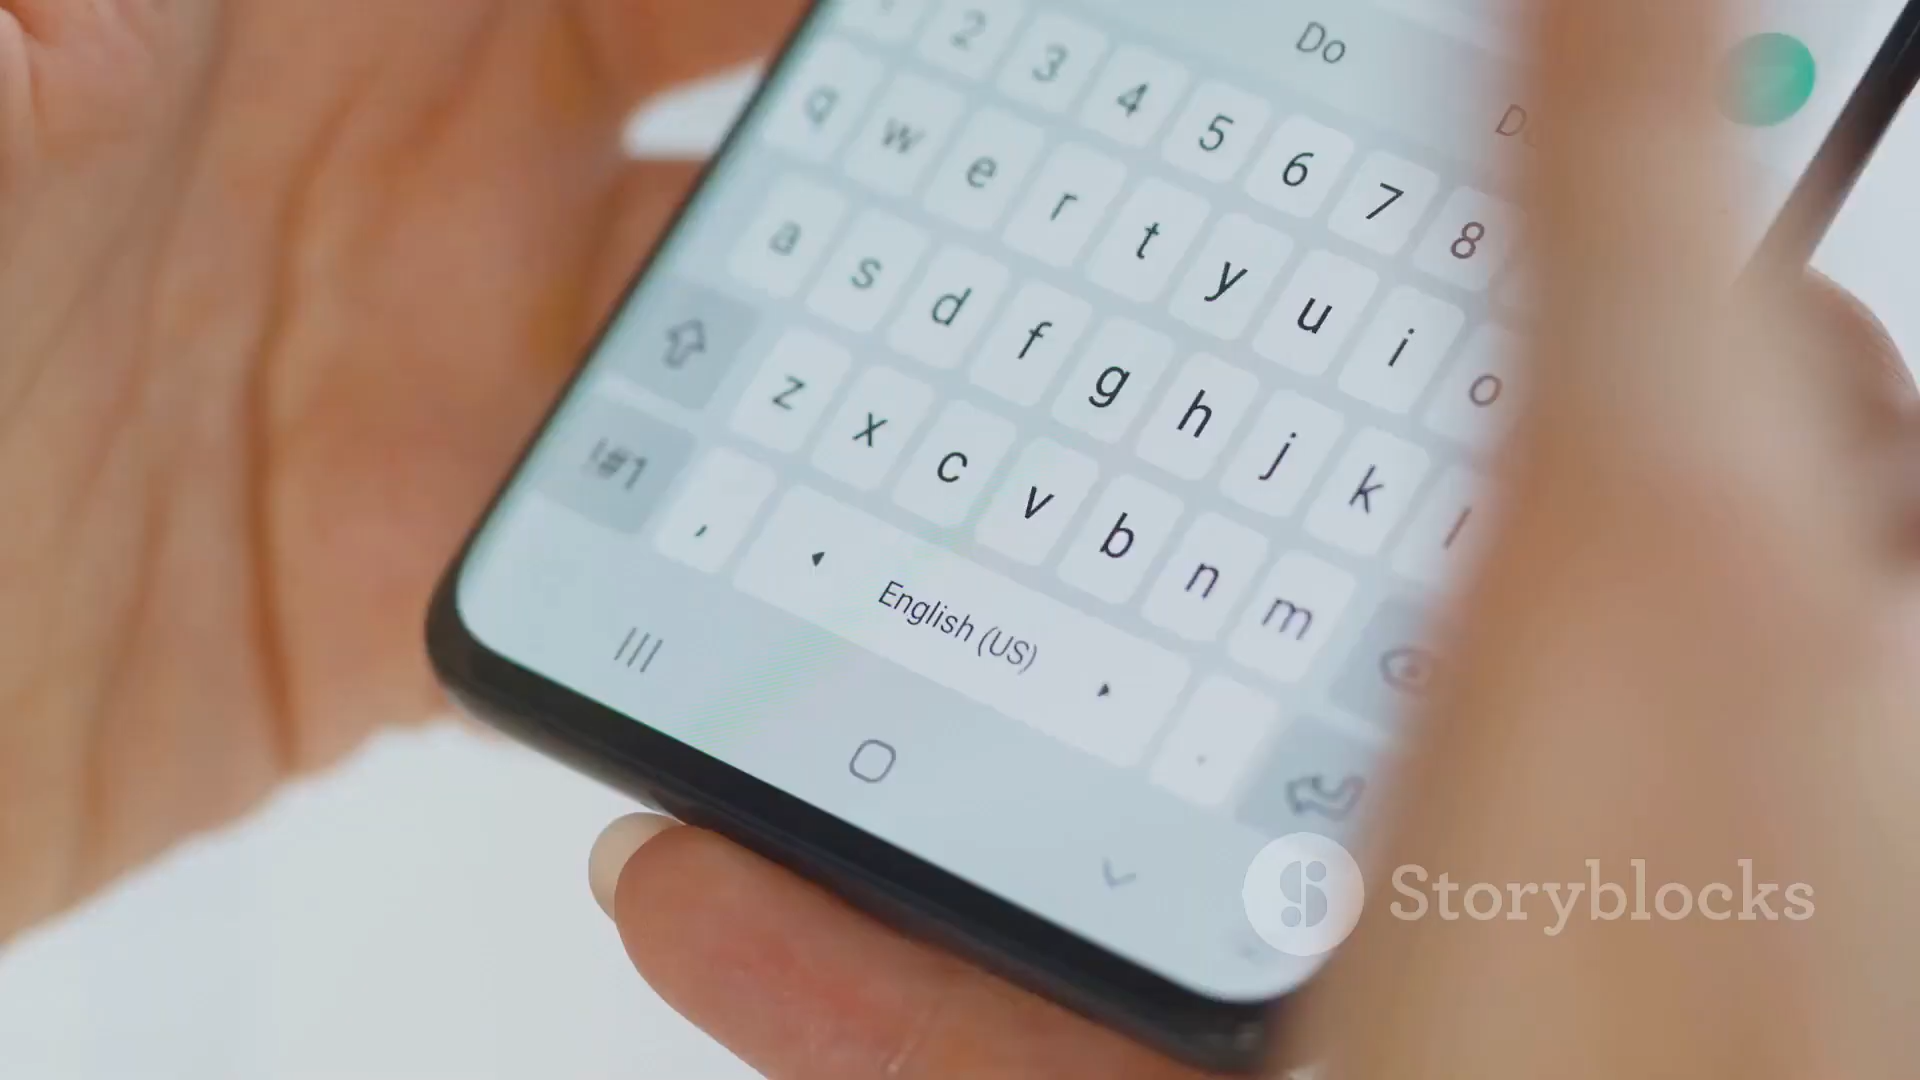 Do
2 3 4 5 6 7 8
q w e r t y u i o
a s d f g h j k l
z x c v b n m
!#1 , English (US) .
Storyblocks